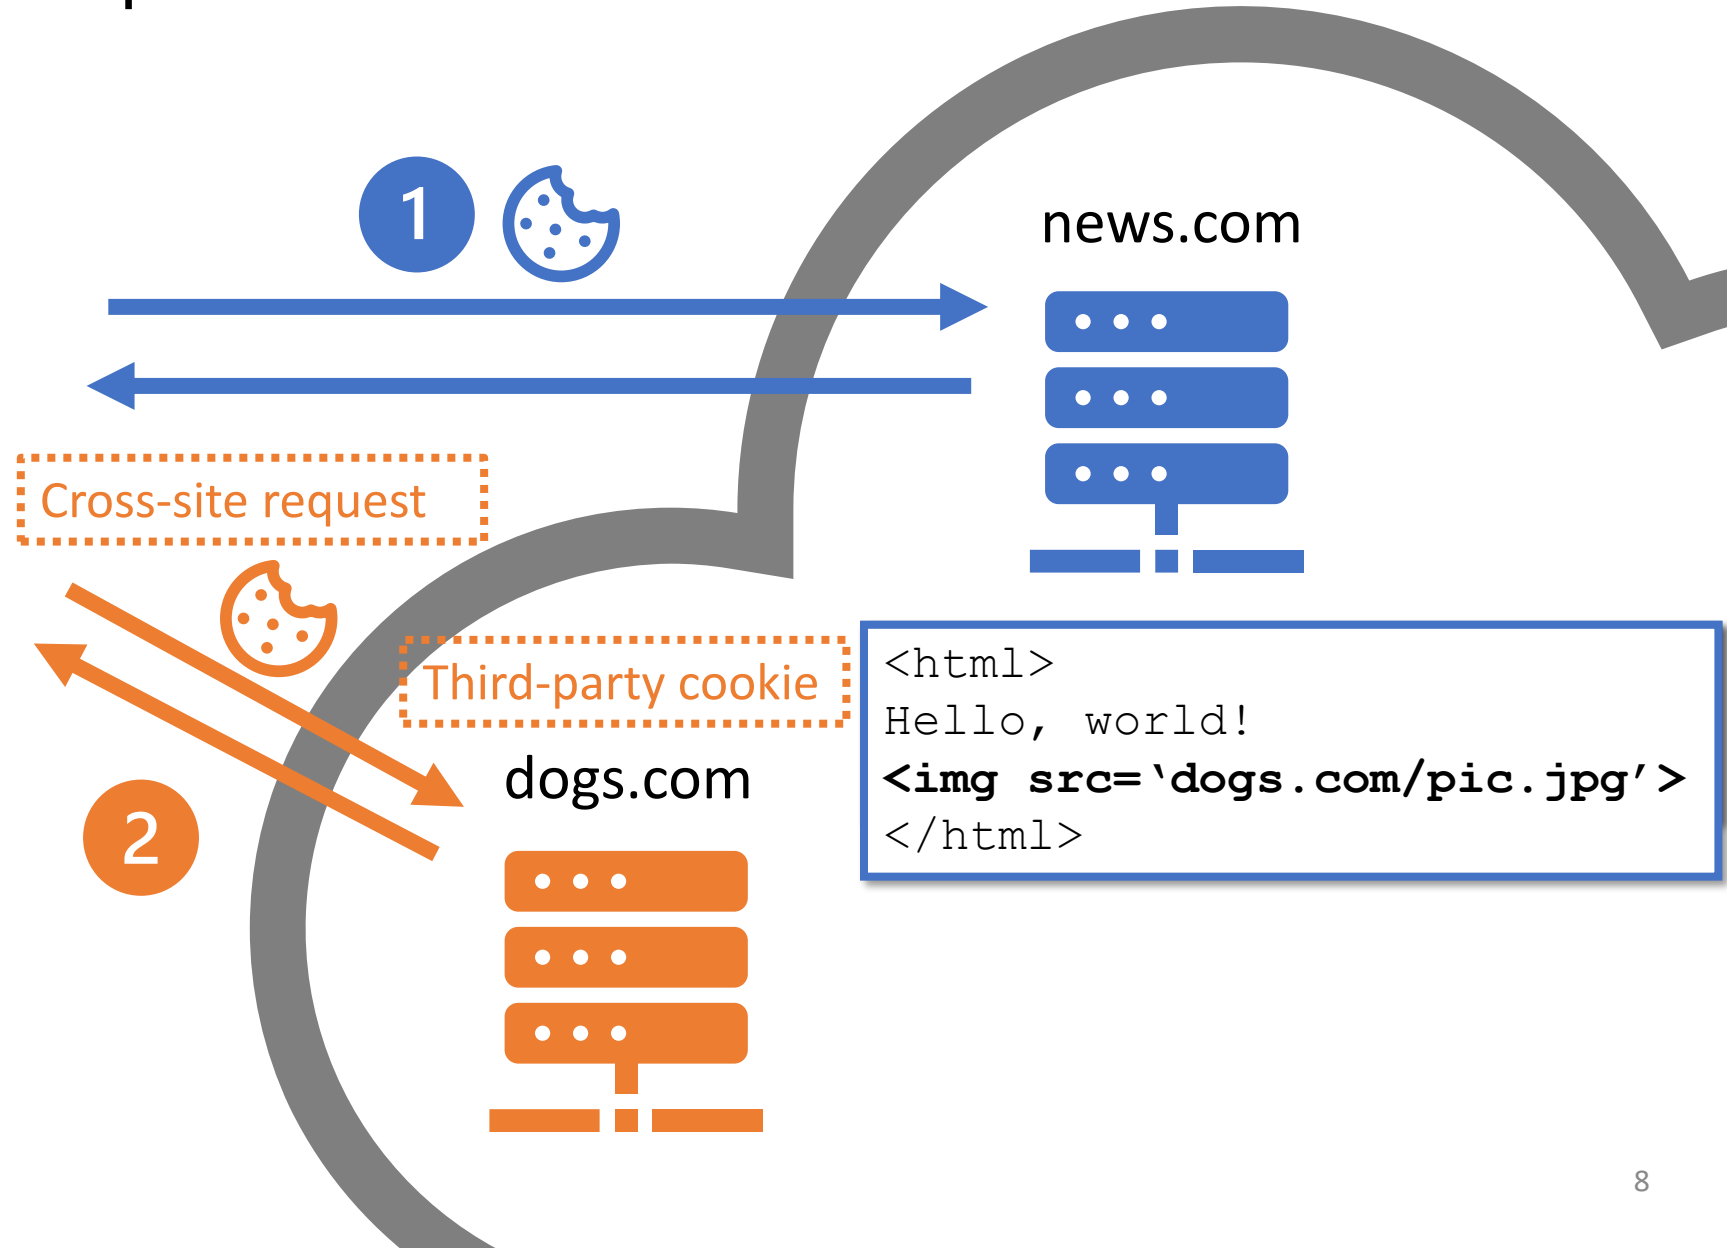 1
news.com
Cross-site request
Third-party cookie
dogs.com
2
<html>
Hello, world!
<img src=‘dogs.com/pic.jpg’>
</html>
8